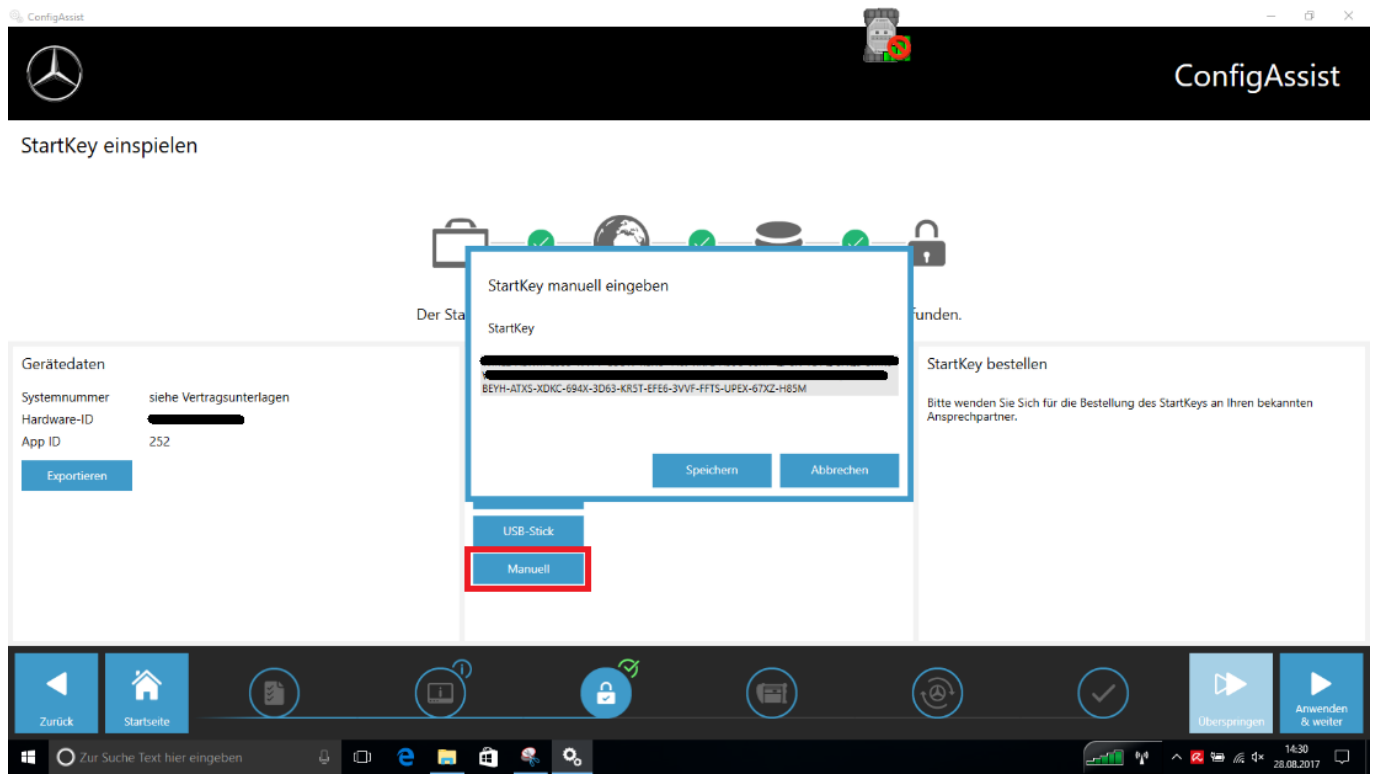 ConfigAssist
ConfigAssist
StartKey einspielen
Der Sta
funden.
StartKey manuell eingeben
StartKey
BEYH-ATXS-XDKC-694X-3D63-KR5T-EFE6-3VVF-FFTS-UPEX-67XZ-H85M
Speichern
Abbrechen
Gerätedaten
Systemnummer siehe Vertragsunterlagen
Hardware-ID
App ID 252
Exportieren
USB-Stick
Manuell
StartKey bestellen
Bitte wenden Sie Sich für die Bestellung des StartKeys an Ihren bekannten
Ansprechpartner.
Zurück
Startseite
Überspringen
Anwenden
& weiter
Zur Suche Text hier eingeben
14:30
28.08.2017